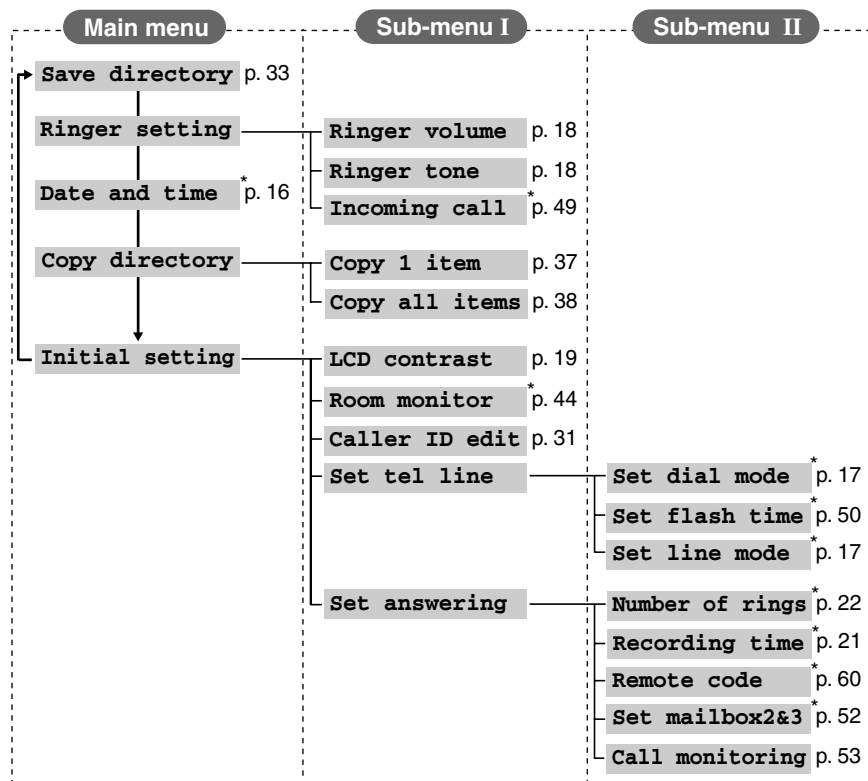 Main menu Sub-menu I Sub-menu II
Save directory p. 33
Ringer setting Ringer volume p. 18
Ringer tone p. 18
Date and time *p. 16
Incoming call *p. 49
Copy directory Copy 1 item p. 37
Copy all items p. 38
Initial setting LCD contrast p. 19
Room monitor *p. 44
Caller ID edit p. 31
Set tel line Set dial mode *p. 17
Set flash time *p. 50
Set line mode *p. 17
Set answering Number of rings *p. 22
Recording time *p. 21
Remote code *p. 60
Set mailbox2&3 *p. 52
Call monitoring p. 53